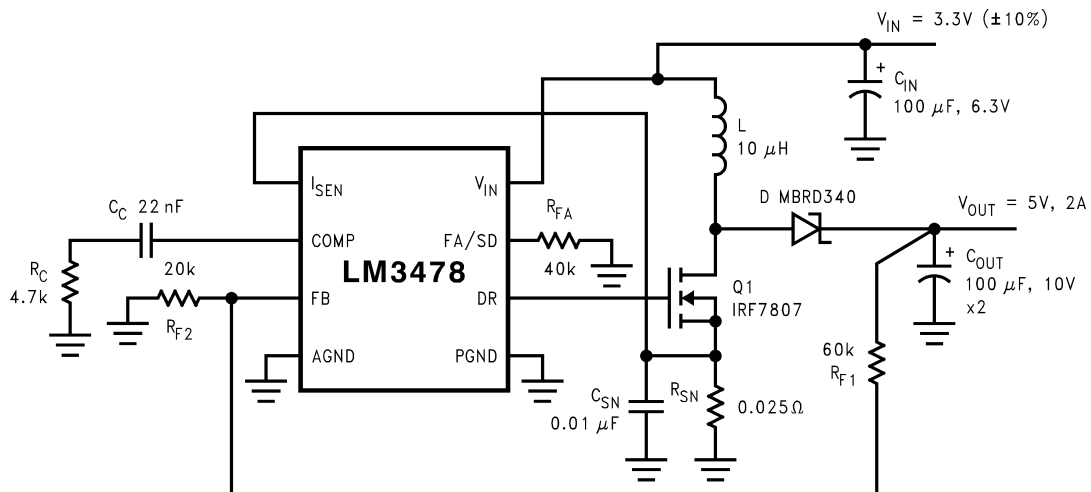 V_IN = 3.3V (±10%)
C_IN
100 μF, 6.3V
L
10 μH
I_SEN
V_IN
C_C 22 nF
R_FA
D MBRD340
V_OUT = 5V, 2A
COMP
FA/SD
R_C
4.7k
20k
LM3478
40k
C_OUT
100 μF, 10V
x2
FB
DR
Q1
IRF7807
R_F2
60k
R_F1
AGND
PGND
C_SN
0.01 μF
R_SN
0.025Ω